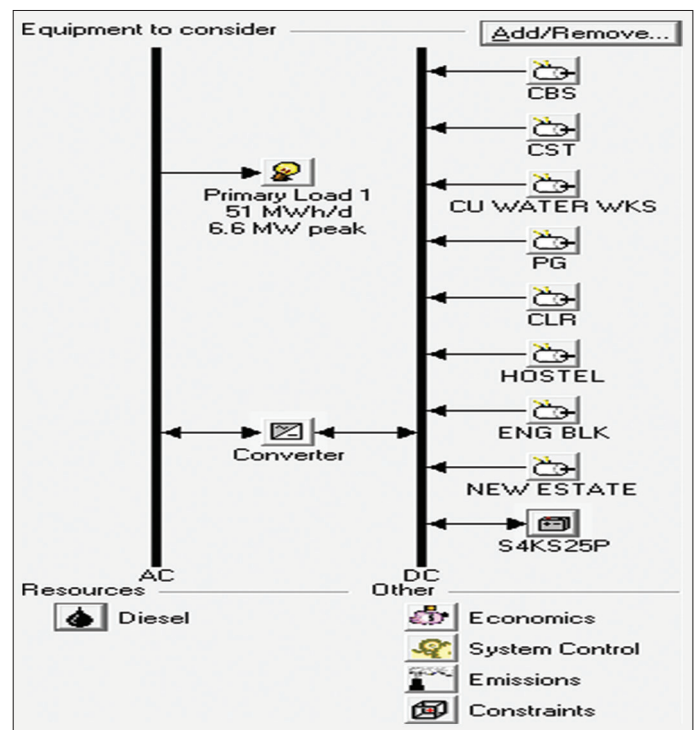 Equipment to consider
Add/Remove...
CBS
CST
Primary Load 1
51 MWh/d
6.6 MW peak
CU WATER WKS
PG
CLR
HOSTEL
ENG BLK
Converter
NEW ESTATE
S4KS25P
AC
DC
Resources
Other
Diesel
Economics
System Control
Emissions
Constraints